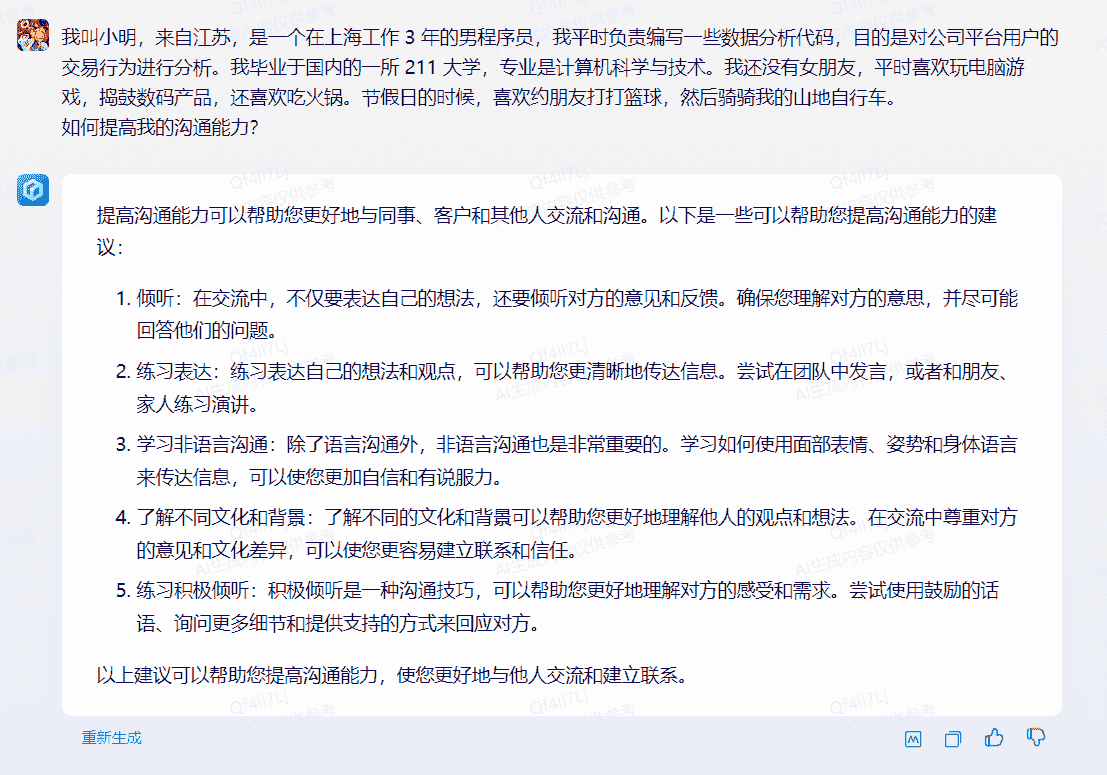 我叫小明，来自江苏，是一个在上海工作 3 年的男程序员，我平时负责编写一些数据分析代码，目的是对公司平台用户的
交易行为进行分析。我毕业于国内的一所 211 大学，专业是计算机科学与技术。我还没有女朋友，平时喜欢玩电脑游
戏，捣鼓数码产品，还喜欢吃火锅。节假日的时候，喜欢约朋友打打篮球，然后骑骑我的山地自行车。
如何提高我的沟通能力？
提高沟通能力可以帮助您更好地与同事、客户和其他人交流和沟通。以下是一些可以帮助您提高沟通能力的建
议：
1. 倾听：在交流中，不仅要表达自己的想法，还要倾听对方的意见和反馈。确保您理解对方的意思，并尽可能
回答他们的问题。
2. 练习表达：练习表达自己的想法和观点，可以帮助您更清晰地传达信息。尝试在团队中发言，或者和朋友、
家人练习演讲。
3. 学习非语言沟通：除了语言沟通外，非语言沟通也是非常重要的。学习如何使用面部表情、姿势和身体语言
来传达信息，可以使您更加自信和有说服力。
4. 了解不同文化和背景：了解不同的文化和背景可以帮助您更好地理解他人的观点和想法。在交流中尊重对方
的意见和文化差异，可以使您更容易建立联系和信任。
5. 练习积极倾听：积极倾听是一种沟通技巧，可以帮助您更好地理解对方的感受和需求。尝试使用鼓励的话
语、询问更多细节和提供支持的方式来回应对方。
以上建议可以帮助您提高沟通能力，使您更好地与他人交流和建立联系。
重新生成